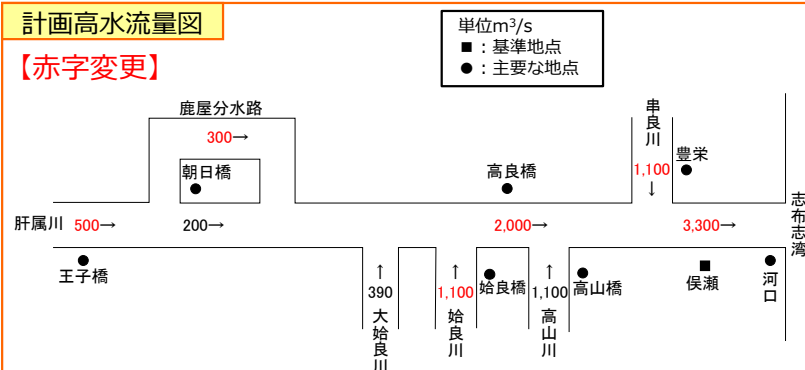 計画高水流量図
【赤字変更】
単位m³/s
■：基準地点
●：主要な地点
鹿屋分水路
300→
朝日橋
高良橋
串良川
1,100
↓
豊栄
肝属川
500→
200→
2,000→
3,300→
志布志湾
王子橋
↑
390
大姶良川
↑
1,100
姶良川
姶良橋
↑
1,100
高山川
高山橋
俣瀬
河口